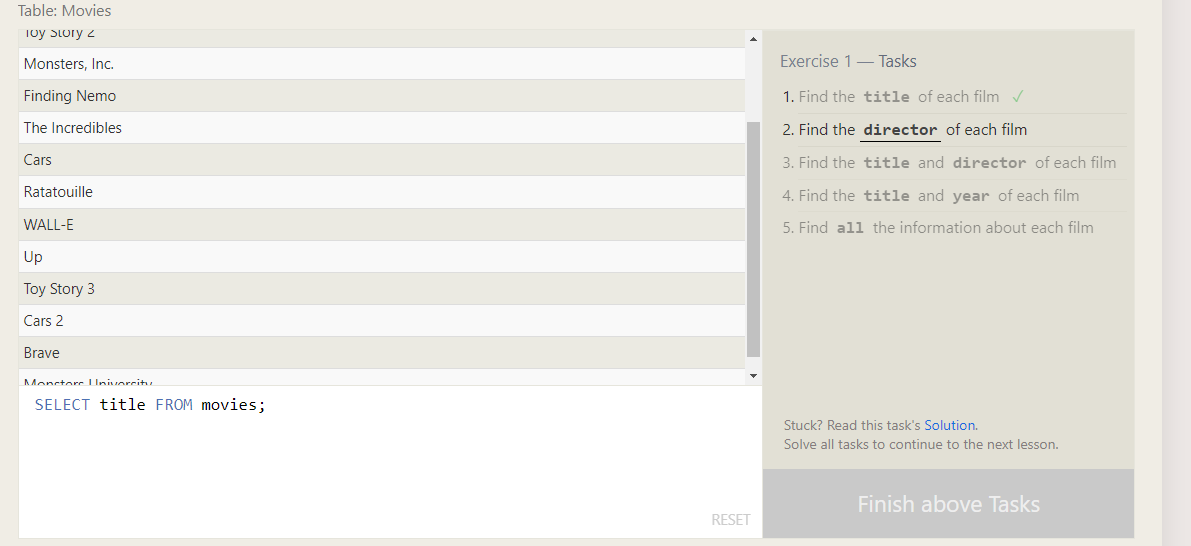 Table: Movies
Toy Story 2
Monsters, Inc.
Finding Nemo
The Incredibles
Cars
Ratatouille
WALL-E
Up
Toy Story 3
Cars 2
Brave
Monsters University
SELECT title FROM movies;
RESET
Exercise 1 — Tasks
1. Find the title of each film ✓
2. Find the director of each film
3. Find the title and director of each film
4. Find the title and year of each film
5. Find all the information about each film
Stuck? Read this task's Solution.
Solve all tasks to continue to the next lesson.
Finish above Tasks